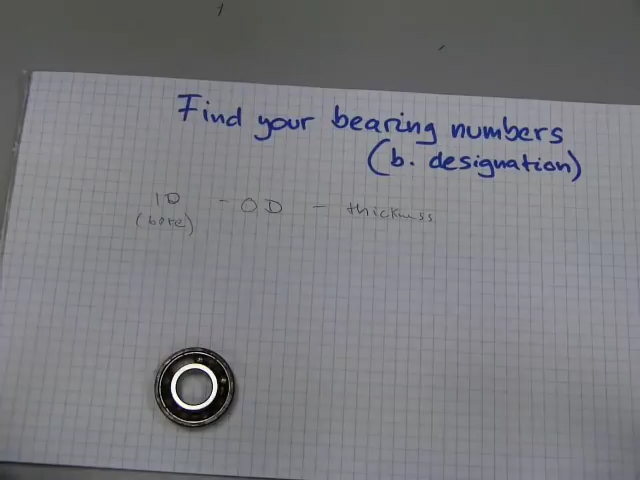 Find your bearing numbers
(b. designation)
ID - OD - thickness
(bore)